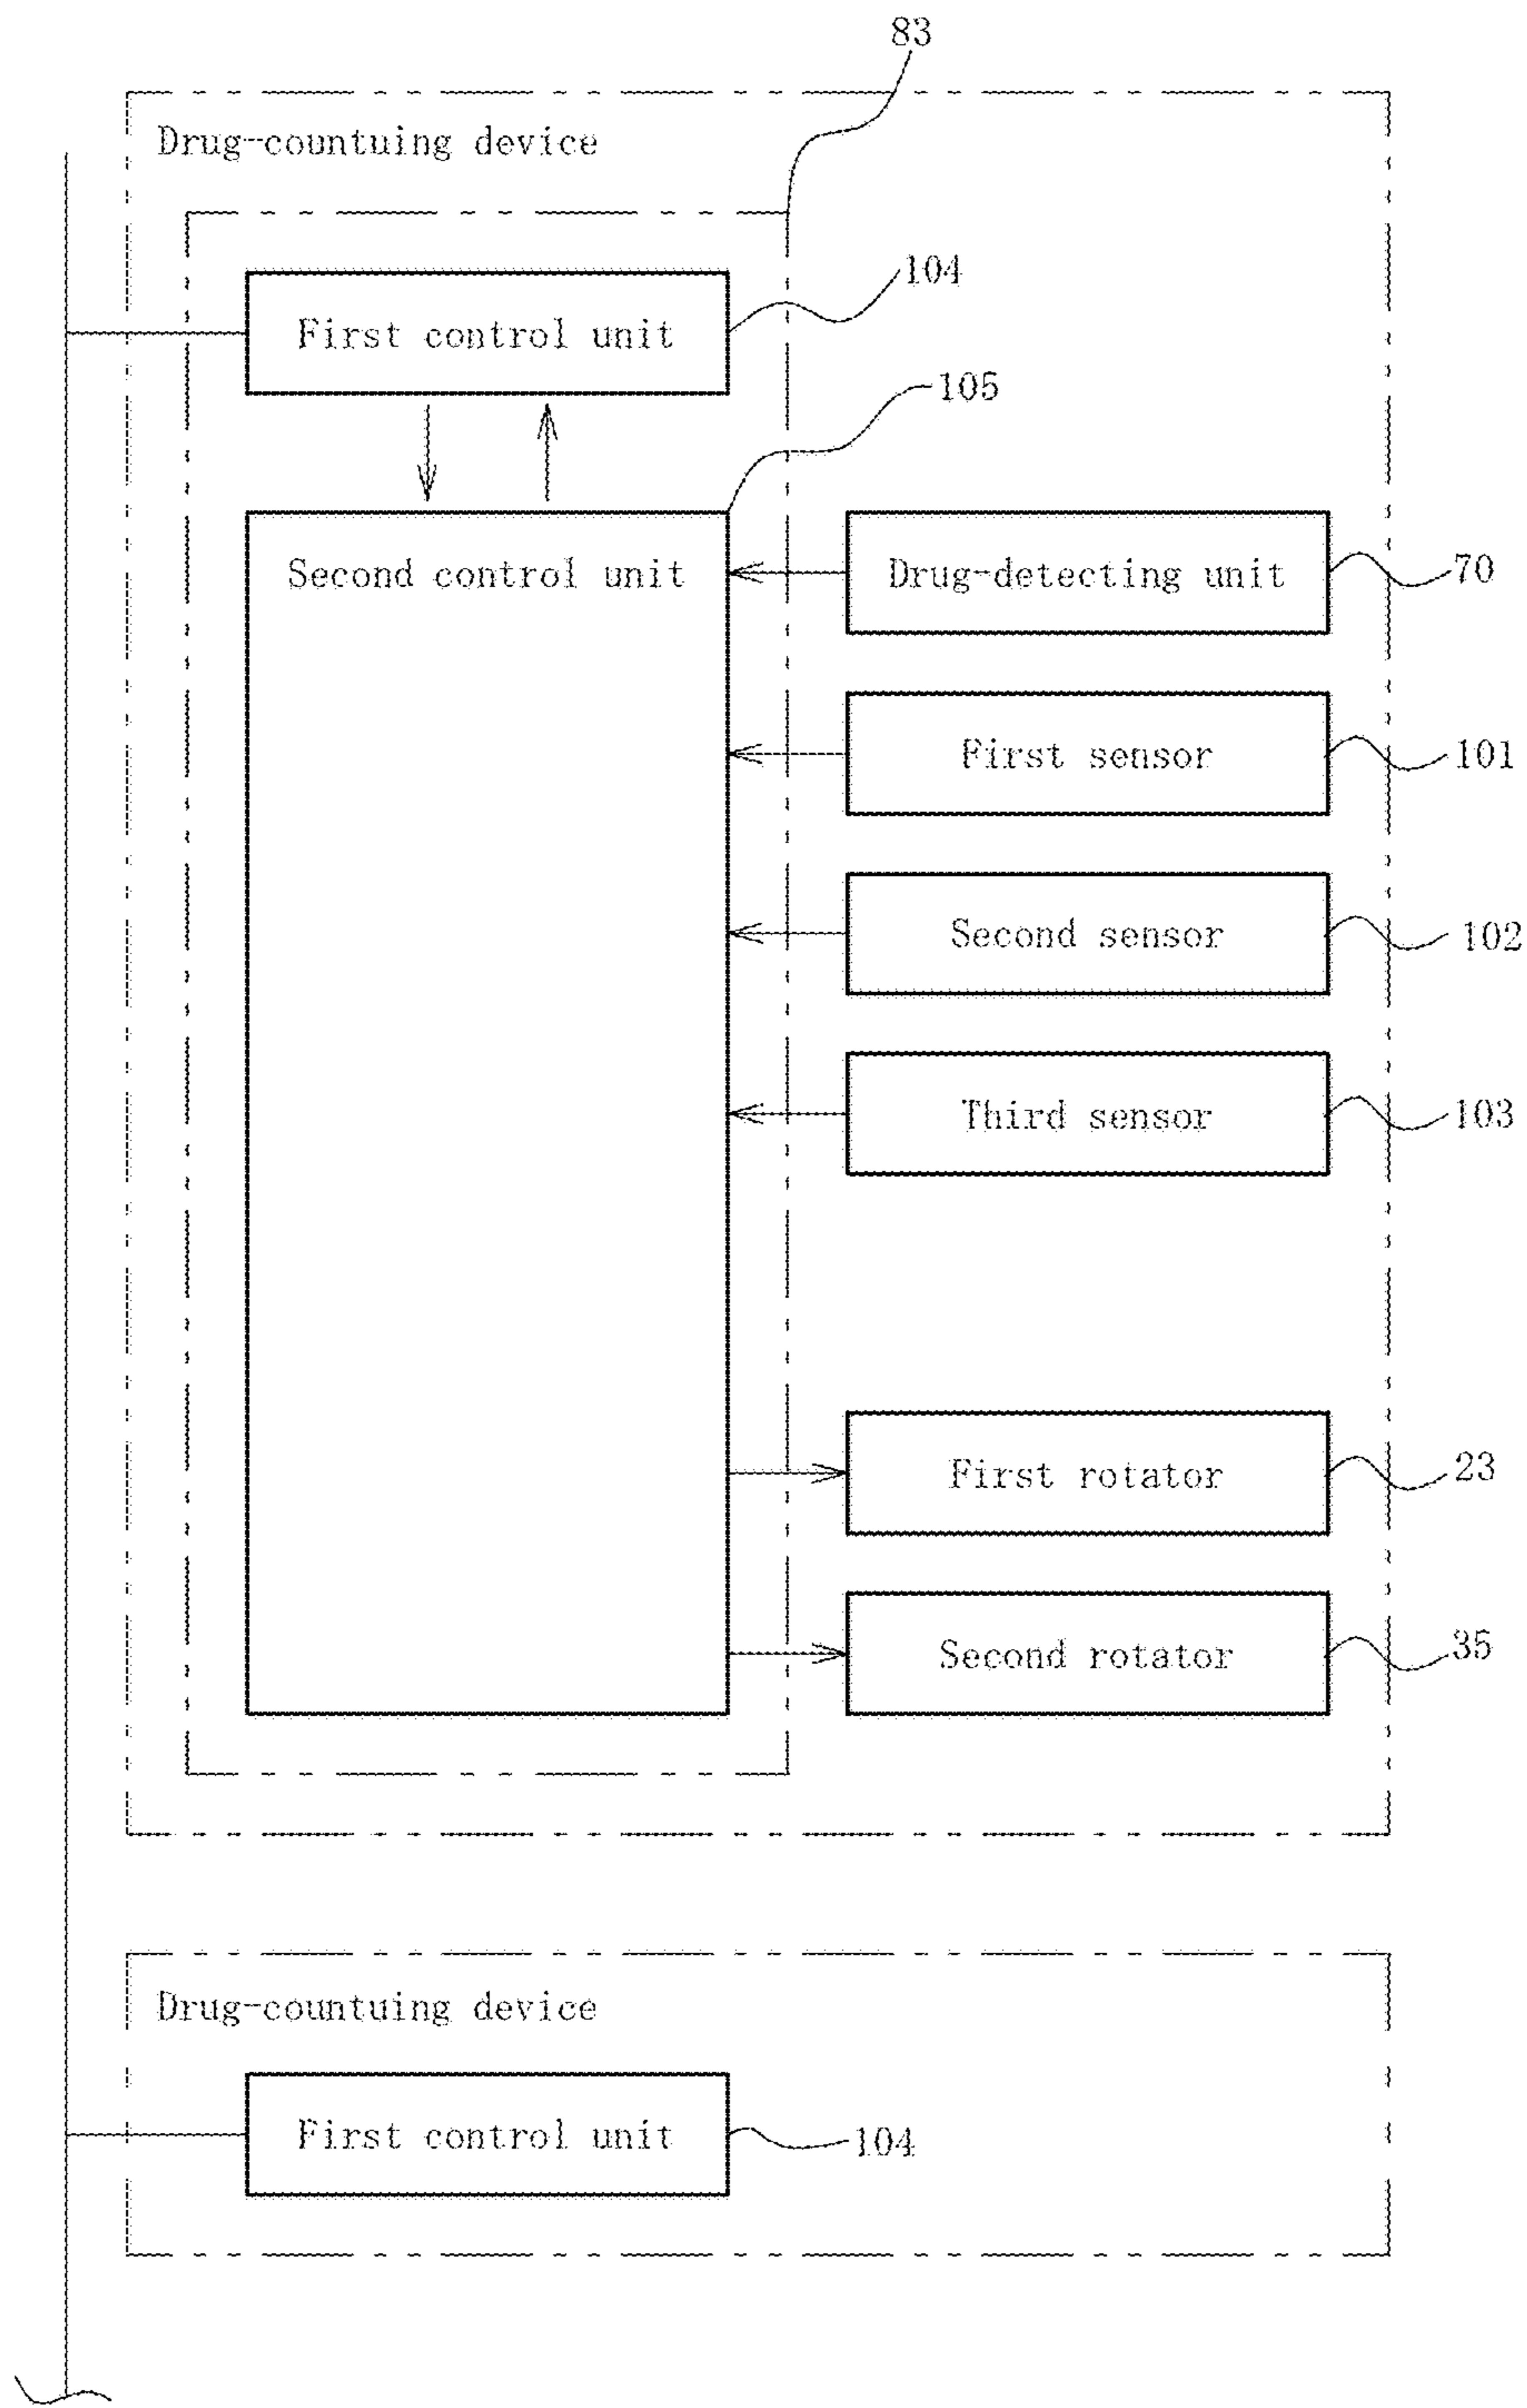 83
Drug-countuing device
104
First control unit
105
Second control unit
Drug-detecting unit
70
First sensor
101
Second sensor
102
Third sensor
103
First rotator
23
Second rotator
35
Drug-countuing device
First control unit
104